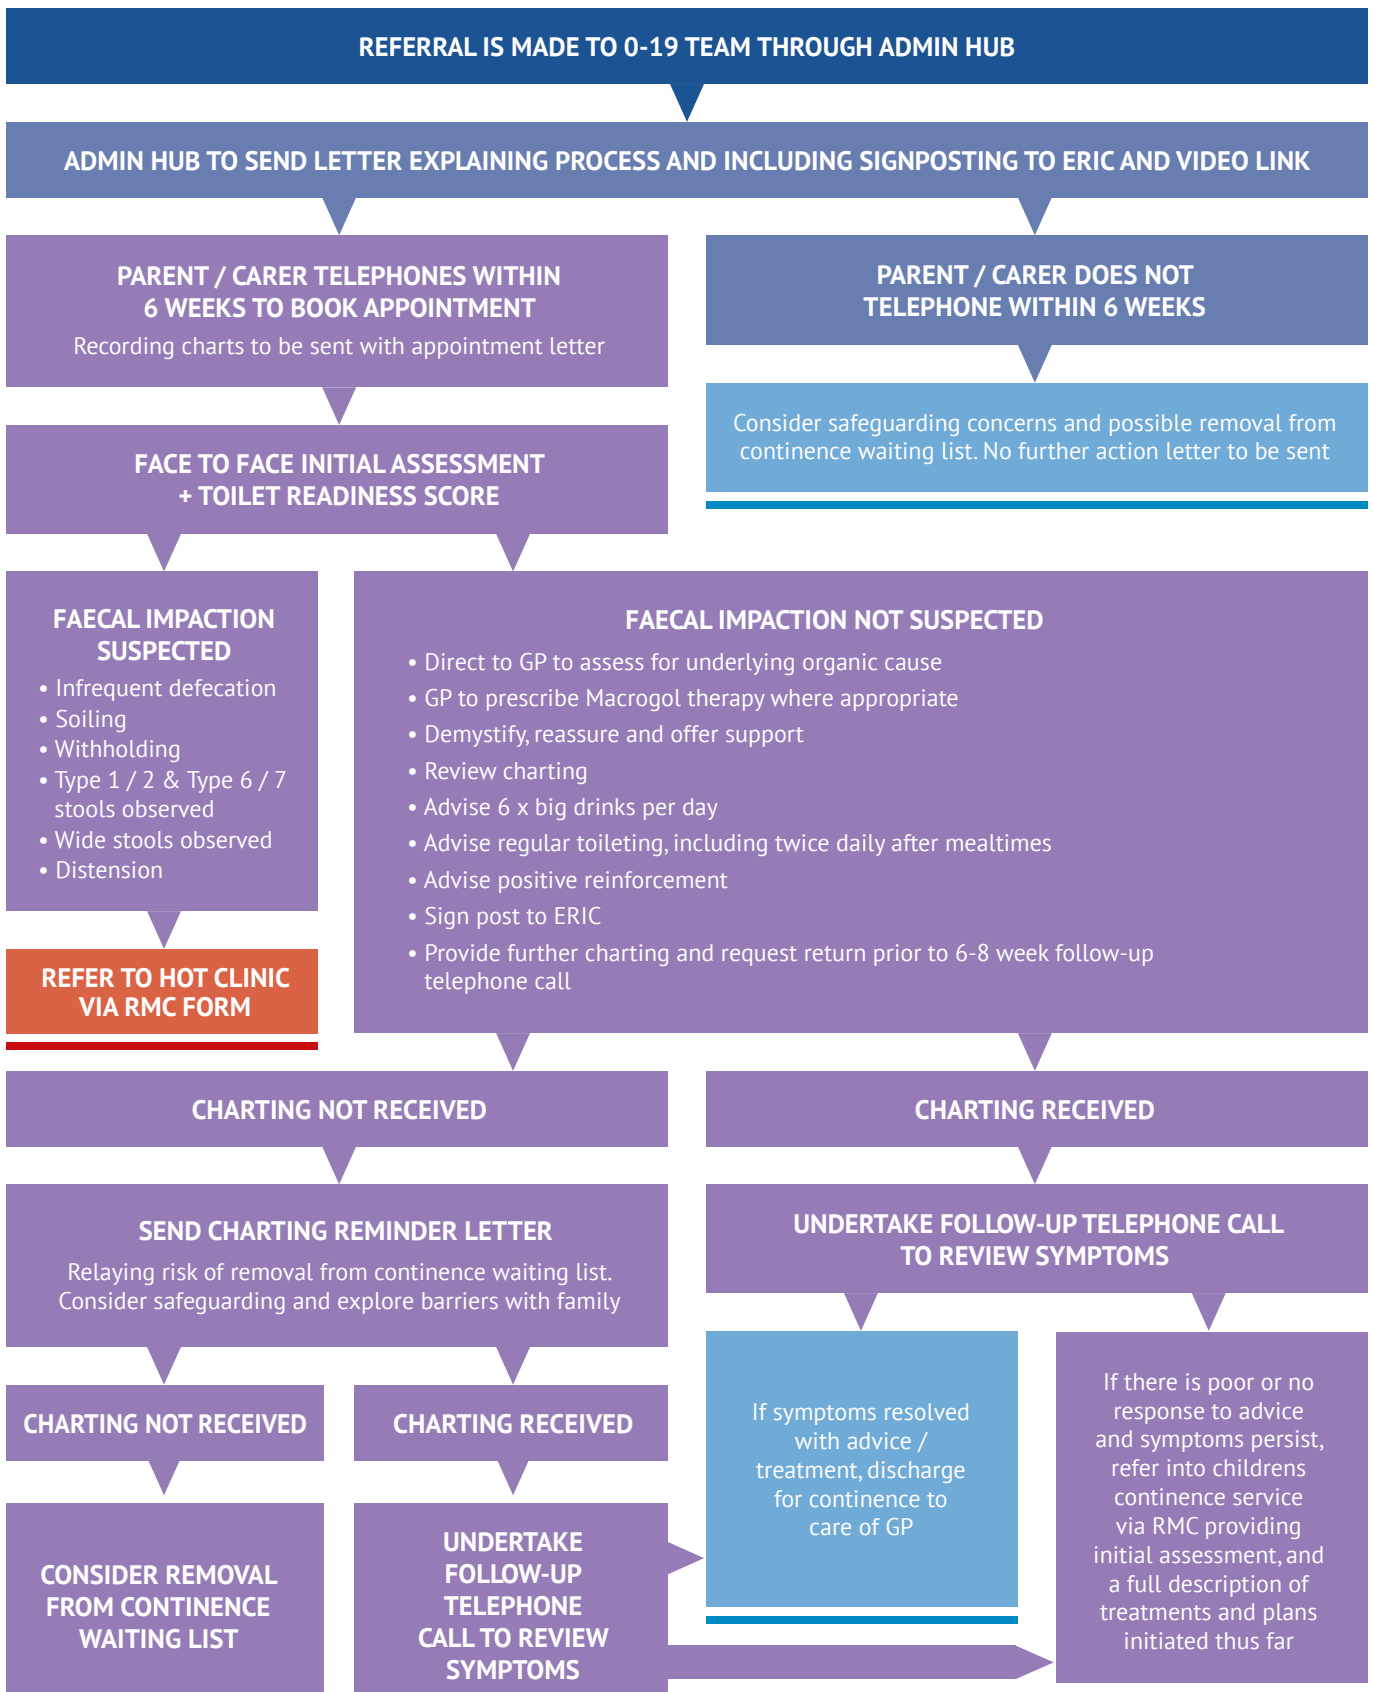 REFERRAL IS MADE TO 0-19 TEAM THROUGH ADMIN HUB
ADMIN HUB TO SEND LETTER EXPLAINING PROCESS AND INCLUDING SIGNPOSTING TO ERIC AND VIDEO LINK
PARENT / CARER TELEPHONES WITHIN
6 WEEKS TO BOOK APPOINTMENT
Recording charts to be sent with appointment letter
PARENT / CARER DOES NOT
TELEPHONE WITHIN 6 WEEKS
Consider safeguarding concerns and possible removal from
continence waiting list. No further action letter to be sent
FACE TO FACE INITIAL ASSESSMENT
+ TOILET READINESS SCORE
FAECAL IMPACTION
SUSPECTED
• Infrequent defecation
• Soiling
• Withholding
• Type 1 / 2 & Type 6 / 7
stools observed
• Wide stools observed
• Distension
REFER TO HOT CLINIC
VIA RMC FORM
FAECAL IMPACTION NOT SUSPECTED
• Direct to GP to assess for underlying organic cause
• GP to prescribe Macrogol therapy where appropriate
• Demystify, reassure and offer support
• Review charting
• Advise 6 x big drinks per day
• Advise regular toileting, including twice daily after mealtimes
• Advise positive reinforcement
• Sign post to ERIC
• Provide further charting and request return prior to 6-8 week follow-up
telephone call
CHARTING NOT RECEIVED
SEND CHARTING REMINDER LETTER
Relaying risk of removal from continence waiting list.
Consider safeguarding and explore barriers with family
CHARTING NOT RECEIVED
CONSIDER REMOVAL
FROM CONTINENCE
WAITING LIST
CHARTING RECEIVED
UNDERTAKE
FOLLOW-UP
TELEPHONE
CALL TO REVIEW
SYMPTOMS
CHARTING RECEIVED
UNDERTAKE FOLLOW-UP TELEPHONE CALL
TO REVIEW SYMPTOMS
If symptoms resolved
with advice /
treatment, discharge
for continence to
care of GP
If there is poor or no
response to advice
and symptoms persist,
refer into childrens
continence service
via RMC providing
initial assessment, and
a full description of
treatments and plans
initiated thus far